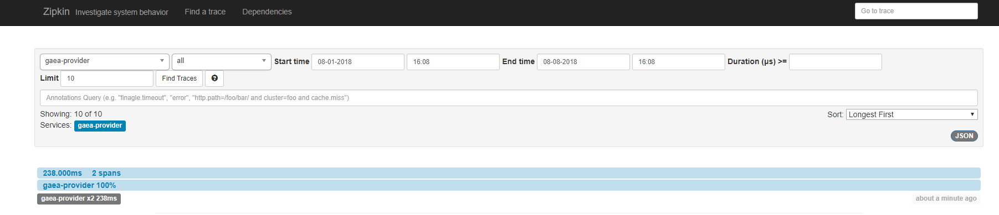 Zipkin Investigate system behavior Find a trace Dependencies Go to trace
gaea-provider all Start time 08-01-2018 16:08 End time 08-08-2018 16:08 Duration (μs) >=
Limit 10 Find Traces
Annotations Query (e.g. "finagle.timeout", "error", "http.path=/foo/bar/ and cluster=foo and cache.miss")
Showing: 10 of 10 Sort: Longest First
Services: gaea-provider
JSON
238.000ms 2 spans
gaea-provider 100%
gaea-provider x2 238ms about a minute ago